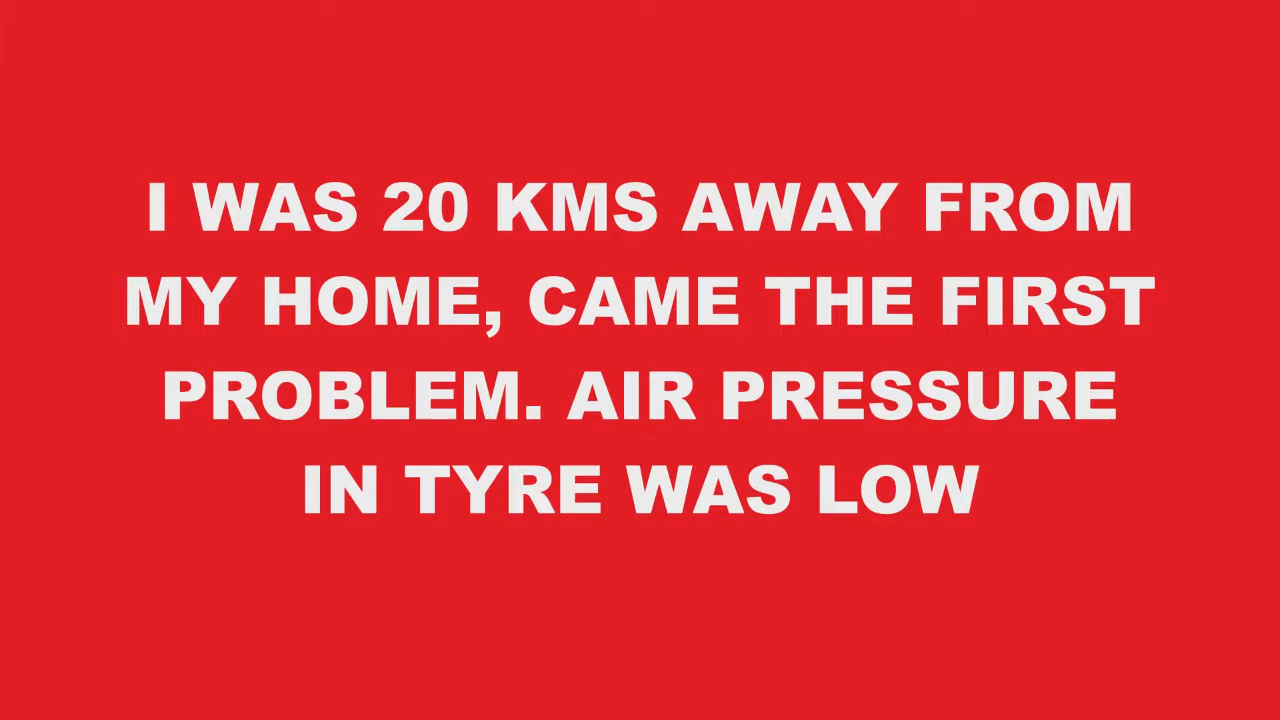 I WAS 20 KMS AWAY FROM
MY HOME, CAME THE FIRST
PROBLEM. AIR PRESSURE
IN TYRE WAS LOW